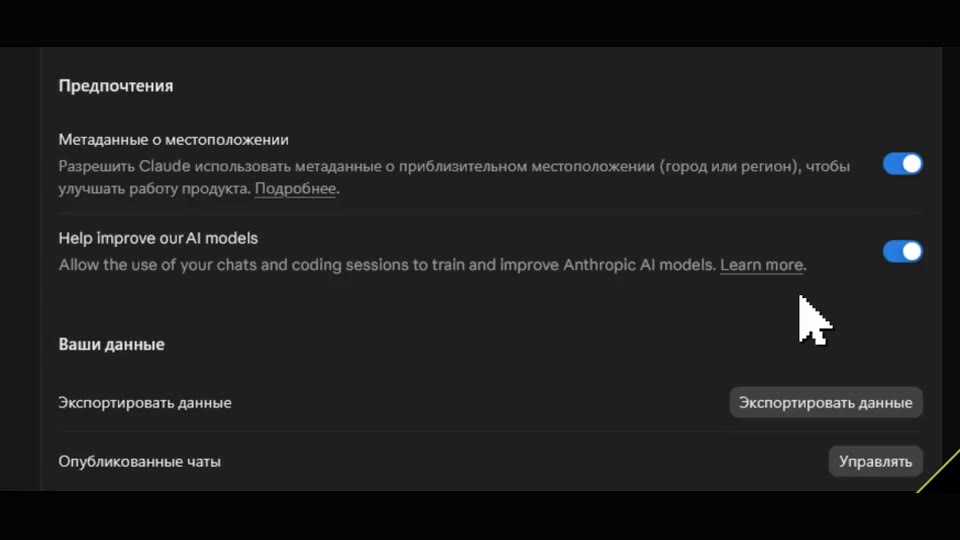 Предпочтения
Метаданные о местоположении
Разрешить Claude использовать метаданные о приблизительном местоположении (город или регион), чтобы
улучшать работу продукта. Подробнее.
Help improve our AI models
Allow the use of your chats and coding sessions to train and improve Anthropic AI models. Learn more.
Ваши данные
Экспортировать данные
Экспортировать данные
Опубликованные чаты
Управлять